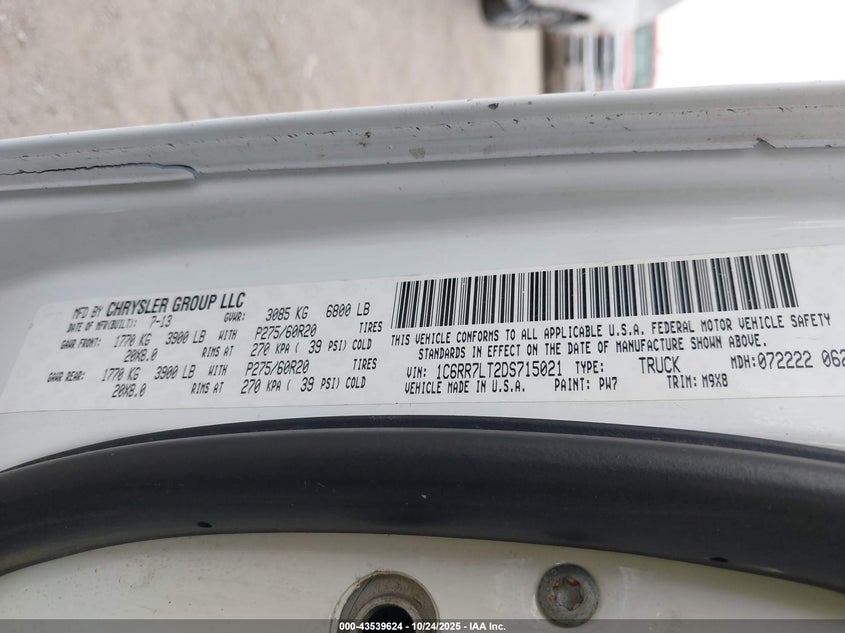 MFD BY CHRYSLER GROUP LLC
DATE OF MFR(BUILT): 7-13 GVWR: 3085 KG 6800 LB
GAWR FRONT: 1770 KG 3900 LB WITH P275/60R20 TIRES
20X8.0 RIMS AT 270 KPA ( 39 PSI) COLD
GAWR REAR: 1770 KG 3900 LB WITH P275/60R20 TIRES
20X8.0 RIMS AT 270 KPA ( 39 PSI) COLD
THIS VEHICLE CONFORMS TO ALL APPLICABLE U.S.A. FEDERAL MOTOR VEHICLE SAFETY
STANDARDS IN EFFECT ON THE DATE OF MANUFACTURE SHOWN ABOVE.
VIN: 1C6RR7LT2DS715021 TYPE: TRUCK MDH: 072222 062
VEHICLE MADE IN U.S.A. PAINT: PW7 TRIM: M9X8
000-43539624 - 10/24/2025 - IAA Inc.